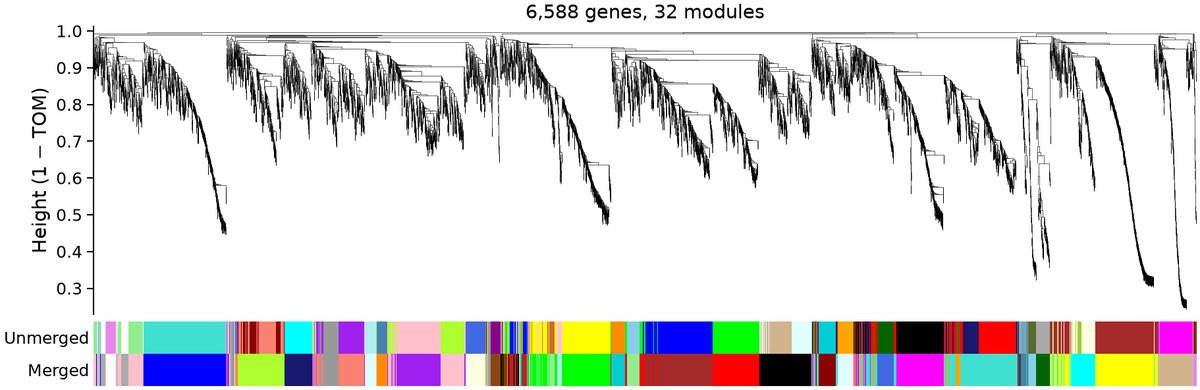 6,588 genes, 32 modules
Height (1 − TOM)
1.0
0.9
0.8
0.7
0.6
0.5
0.4
0.3
Unmerged
Merged